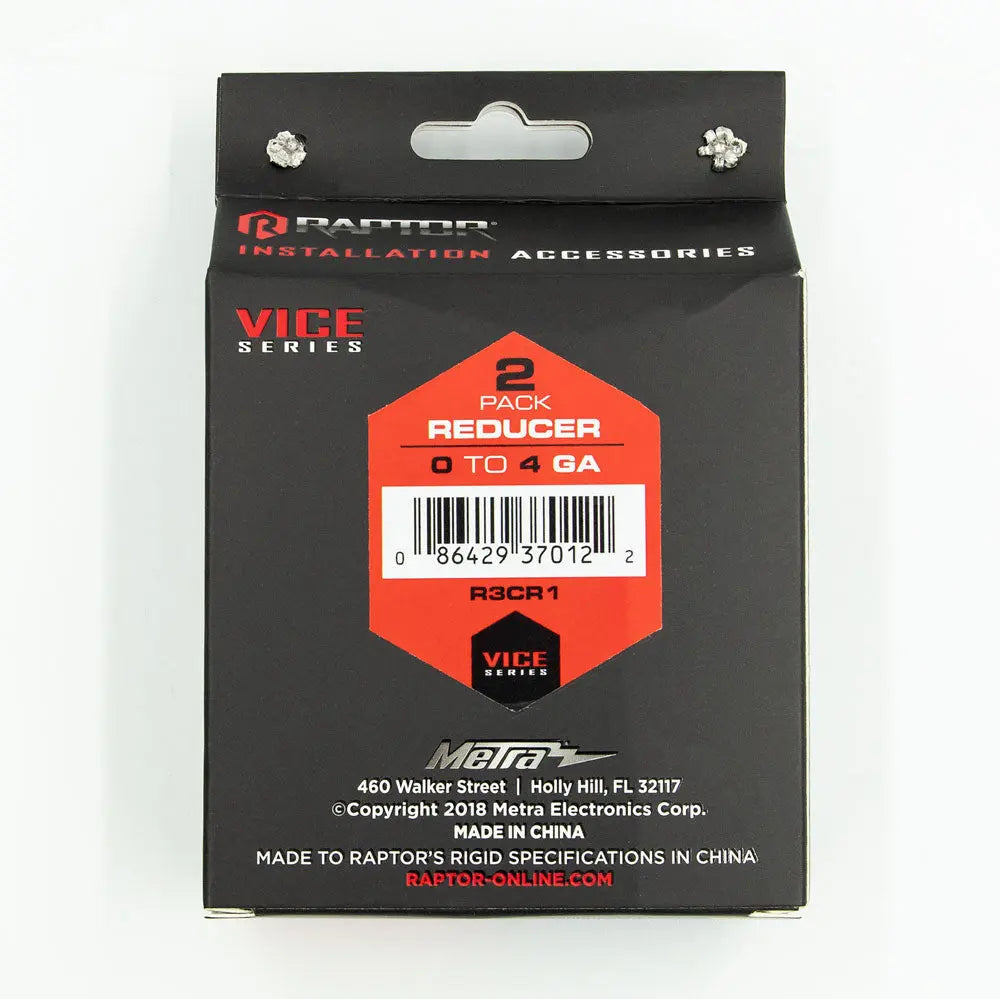 R RAPTOR®
INSTALLATION ACCESSORIES
VICE
SERIES
2
PACK
REDUCER
0 TO 4 GA
0 86429 37012 2
R3CR1
VICE
SERIES
Metra
460 Walker Street | Holly Hill, FL 32117
©Copyright 2018 Metra Electronics Corp.
MADE IN CHINA
MADE TO RAPTOR'S RIGID SPECIFICATIONS IN CHINA
RAPTOR-ONLINE.COM